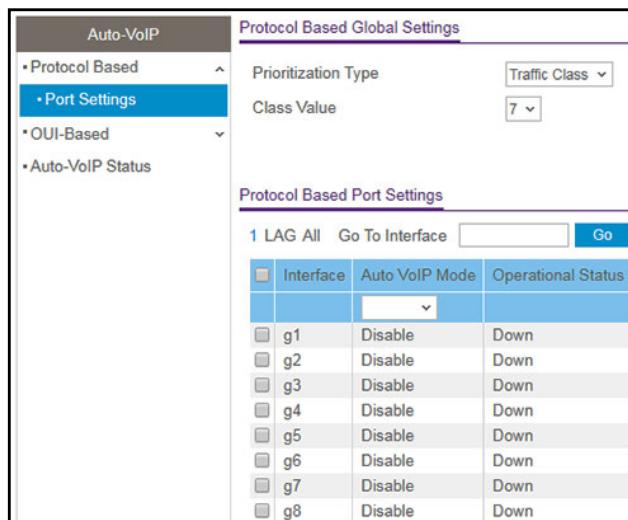 Auto-VoIP
Protocol Based
Port Settings
OUI-Based
Auto-VoIP Status
Protocol Based Global Settings
Prioritization Type Traffic Class
Class Value 7
Protocol Based Port Settings
1 LAG All Go To Interface Go
Interface Auto VoIP Mode Operational Status
g1 Disable Down
g2 Disable Down
g3 Disable Down
g4 Disable Down
g5 Disable Down
g6 Disable Down
g7 Disable Down
g8 Disable Down